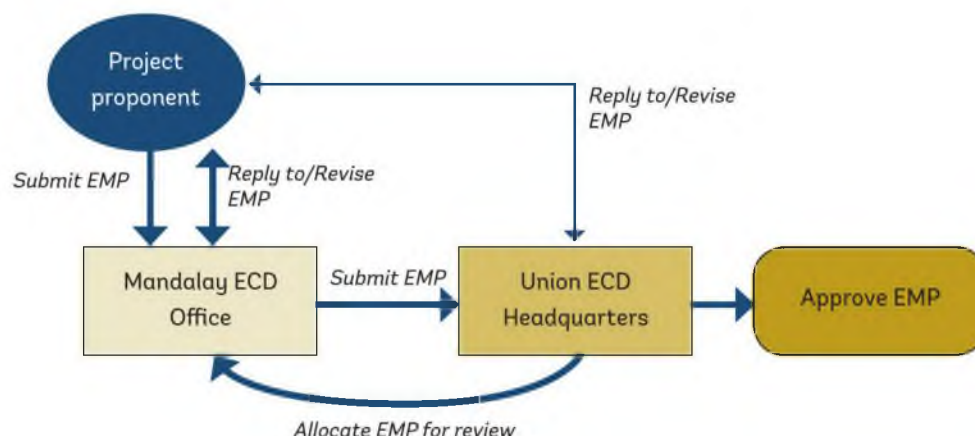 Project
proponent
Reply to/Revise
EMP
Submit EMP
Reply to/Revise
EMP
Mandalay ECD
Office
Submit EMP
Union ECD
Headquarters
Approve EMP
Allocate EMP for review